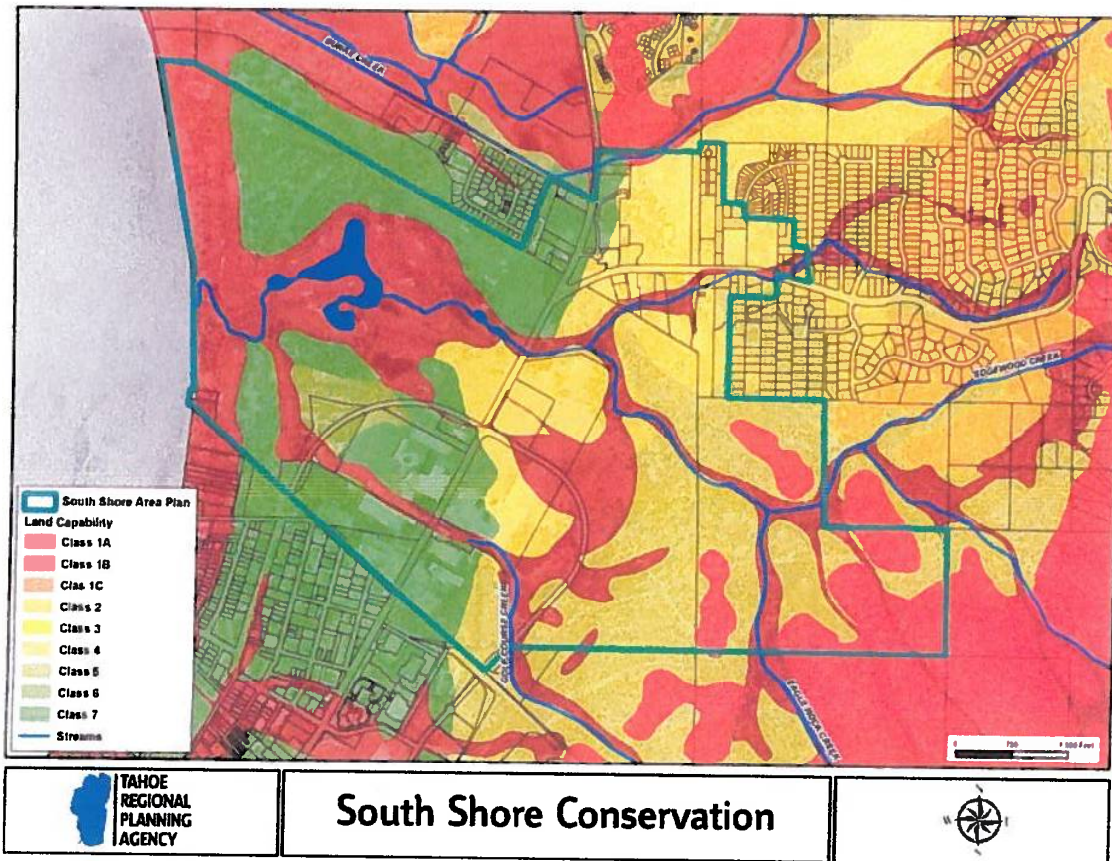 BURKE CREEK
EDGEWOOD CREEK
South Shore Area Plan
Land Capability
Class 1A
Class 1B
Clas 1C
Class 2
Class 3
Class 4
Class 5
Class 6
Class 7
Streams
GOLF COURSE CREEK
EAGLE ROCK CREEK
0 750
TAHOE
REGIONAL
PLANNING
AGENCY
South Shore Conservation